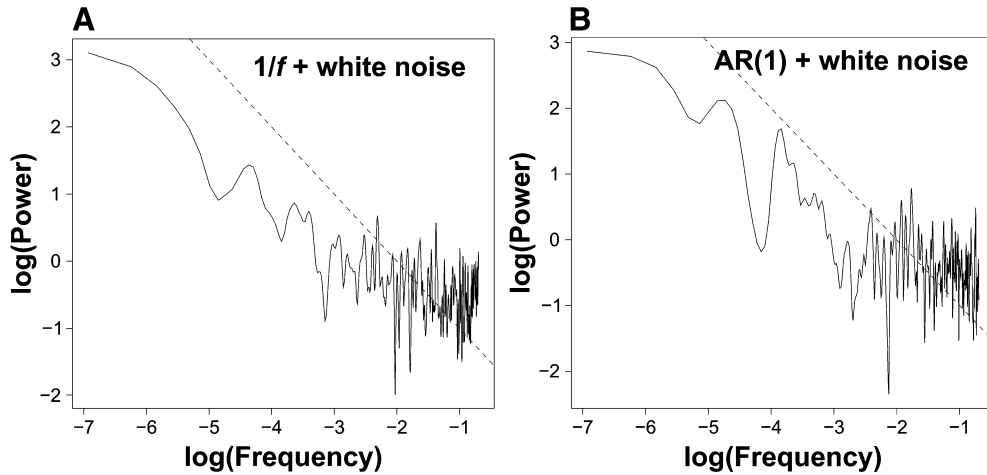 A
1/f + white noise
3
2
1
0
−1
−2
log(Power)
−7 −6 −5 −4 −3 −2 −1
log(Frequency)
B
AR(1) + white noise
3
2
1
0
−1
−2
log(Power)
−7 −6 −5 −4 −3 −2 −1
log(Frequency)